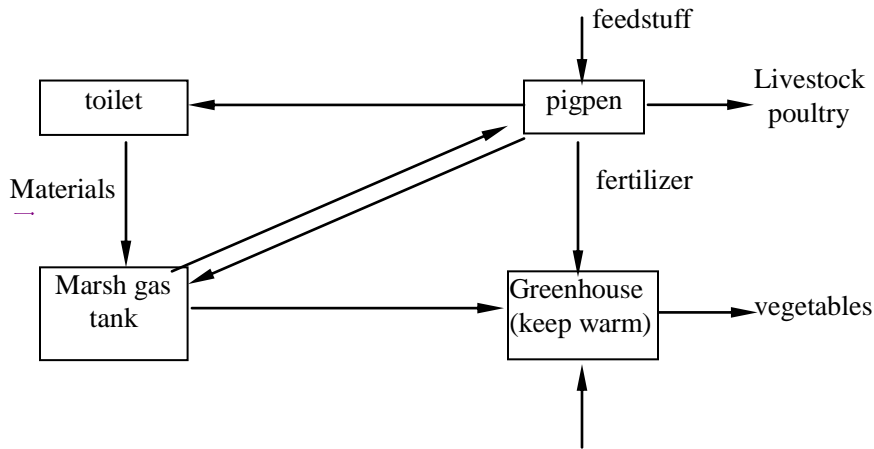 feedstuff
toilet
pigpen
Livestock
poultry
Materials
fertilizer
Marsh gas
tank
Greenhouse
(keep warm)
vegetables